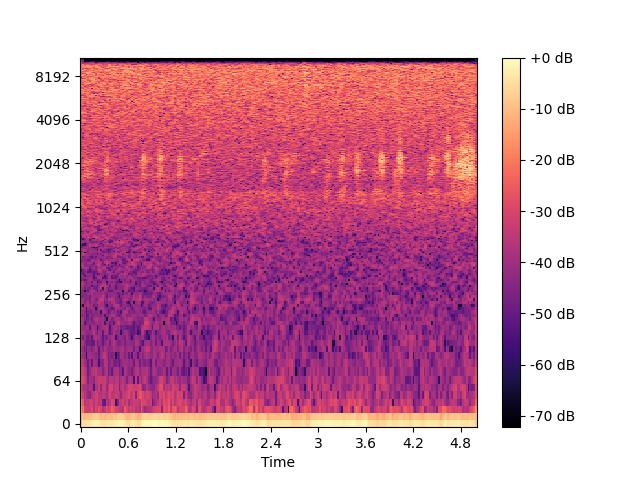 8192
4096
2048
1024
512
256
128
64
0
Hz
0 0.6 1.2 1.8 2.4 3 3.6 4.2 4.8
Time
+0 dB
-10 dB
-20 dB
-30 dB
-40 dB
-50 dB
-60 dB
-70 dB